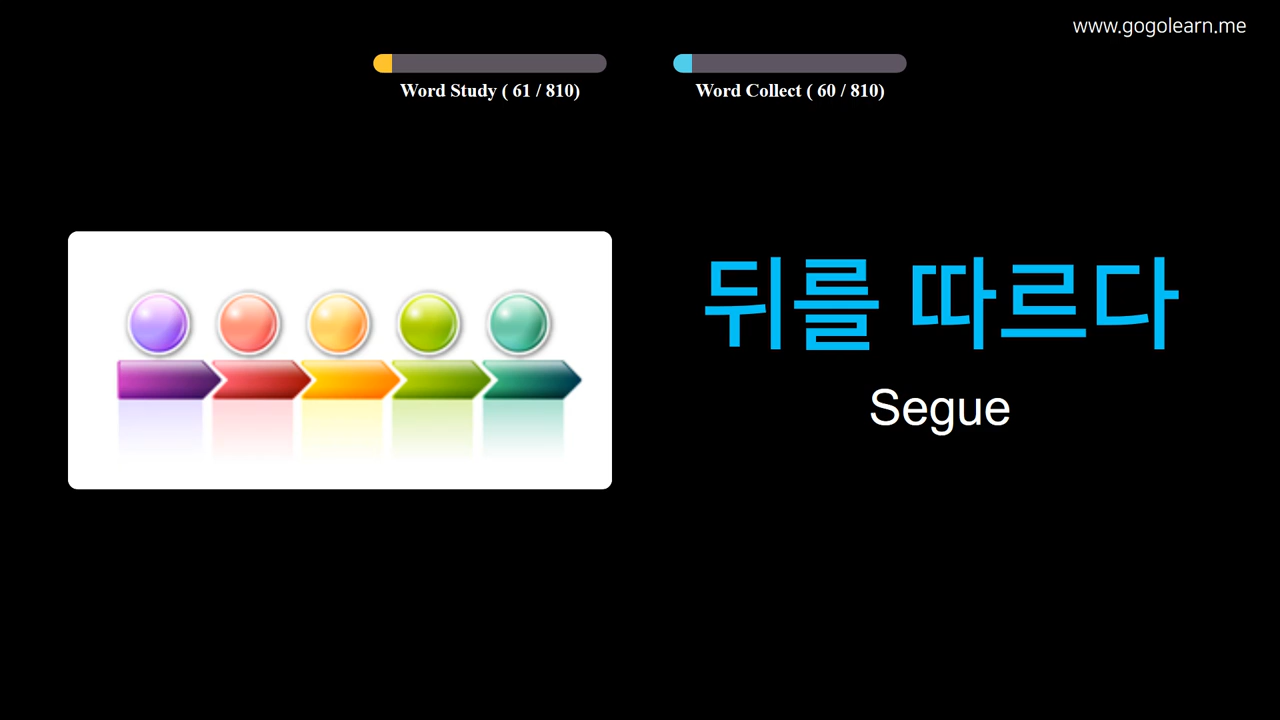 www.gogolearn.me
Word Study ( 61 / 810)
Word Collect ( 60 / 810)
뒤를 따르다
Segue